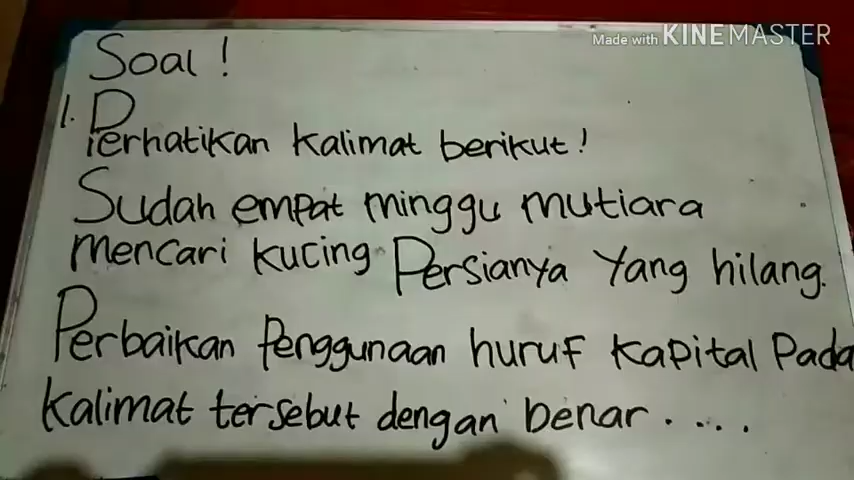 Made with KINEMASTER
Soal !
1. Perhatikan kalimat berikut !
Sudah empat minggu mutiara
mencari kucing Persianya Yang hilang.
Perbaikan Penggunaan huruf kapital Pada
kalimat tersebut dengan benar . . . .